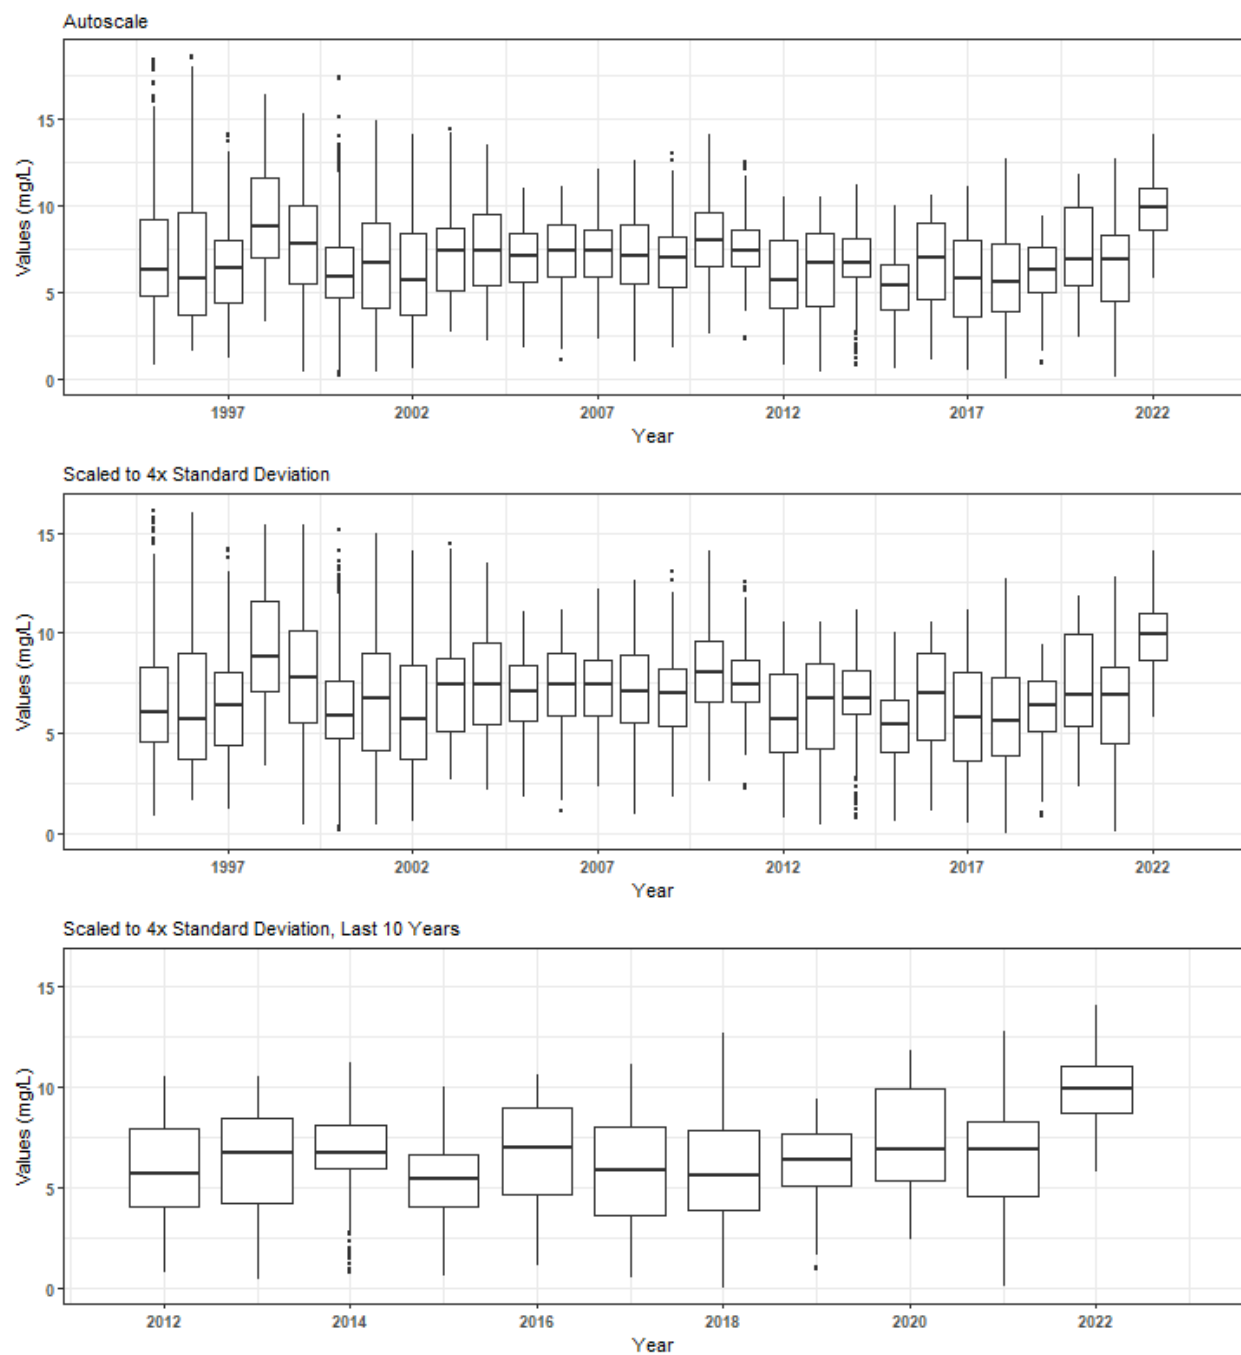 Autoscale
Values (mg/L)
15
10
5
0
1997 2002 2007 2012 2017 2022
Year
Scaled to 4x Standard Deviation
Values (mg/L)
15
10
5
0
1997 2002 2007 2012 2017 2022
Year
Scaled to 4x Standard Deviation, Last 10 Years
Values (mg/L)
15
10
5
0
2012 2014 2016 2018 2020 2022
Year